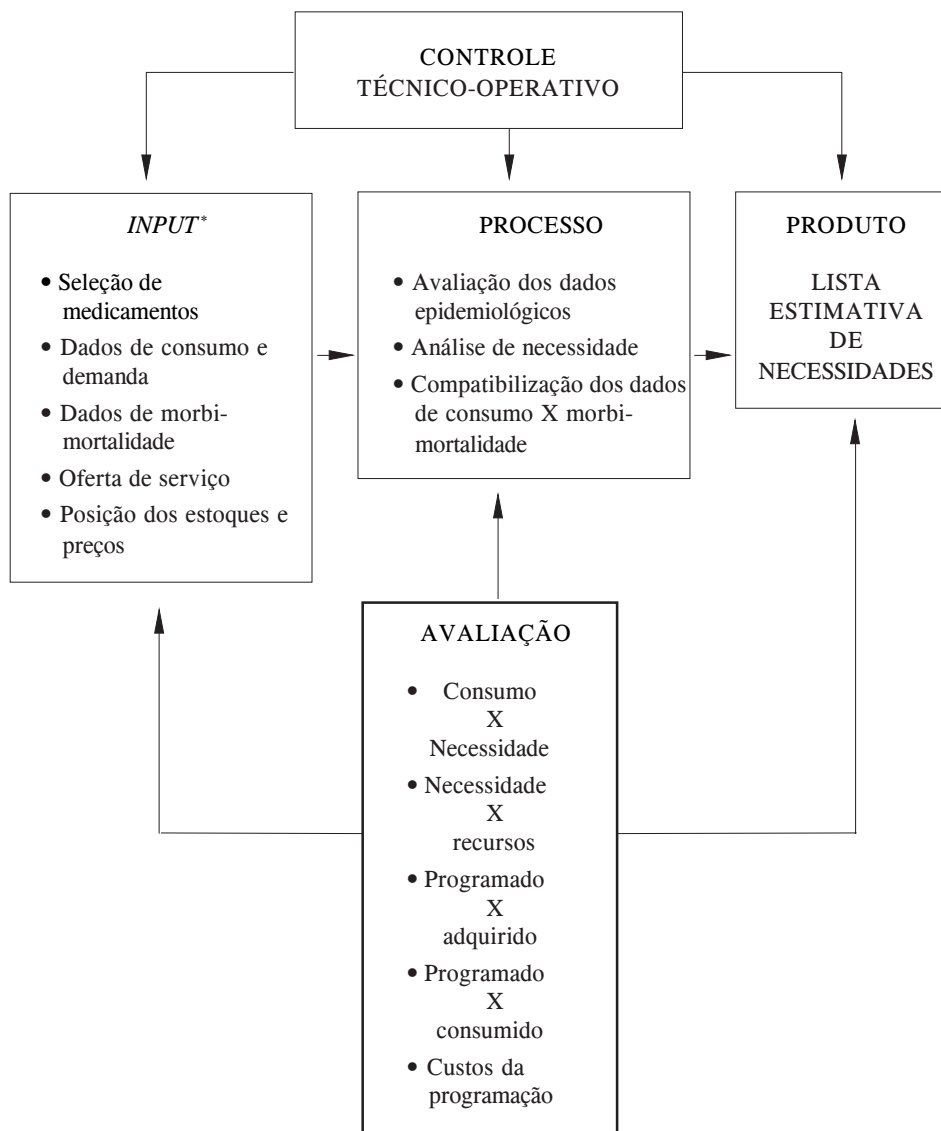 CONTROLE
TÉCNICO-OPERATIVO
INPUT*
• Seleção de
medicamentos
• Dados de consumo e
demanda
• Dados de morbi-
mortalidade
• Oferta de serviço
• Posição dos estoques e
preços
PROCESSO
• Avaliação dos dados
epidemiológicos
• Análise de necessidade
• Compatibilização dos dados
de consumo X morbi-
mortalidade
PRODUTO
LISTA
ESTIMATIVA
DE
NECESSIDADES
AVALIAÇÃO
• Consumo
X
Necessidade
• Necessidade
X
recursos
• Programado
X
adquirido
• Programado
X
consumido
• Custos da
programação